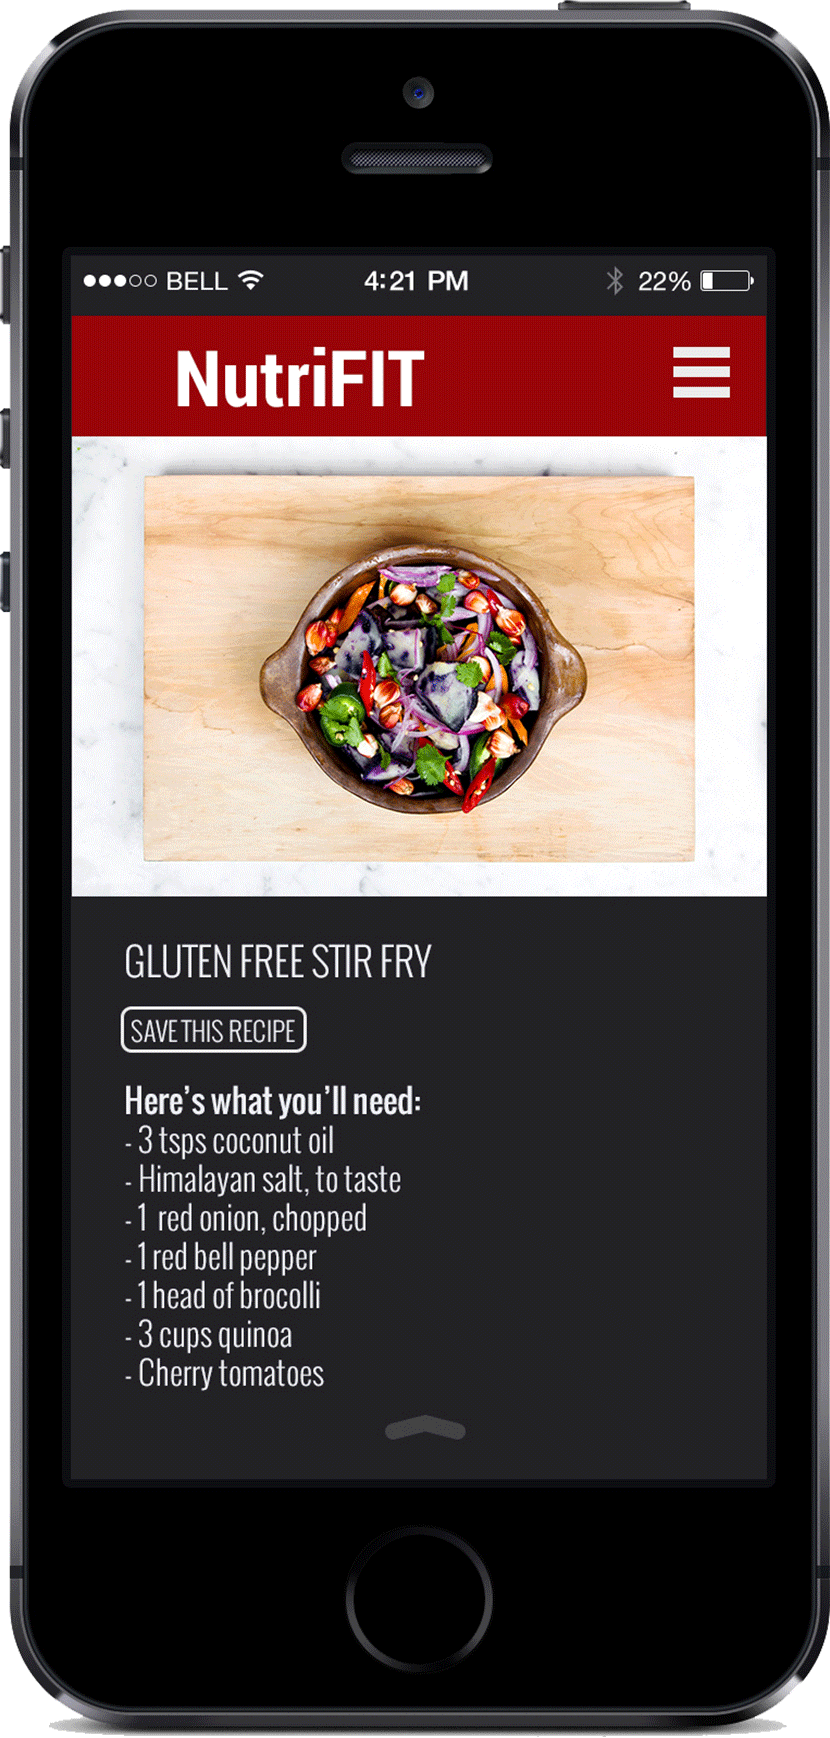 BELL 4:21 PM 22%
NutriFIT
GLUTEN FREE STIR FRY
SAVE THIS RECIPE
Here's what you'll need:
- 3 tsps coconut oil
- Himalayan salt, to taste
- 1 red onion, chopped
- 1 red bell pepper
- 1 head of brocolli
- 3 cups quinoa
- Cherry tomatoes